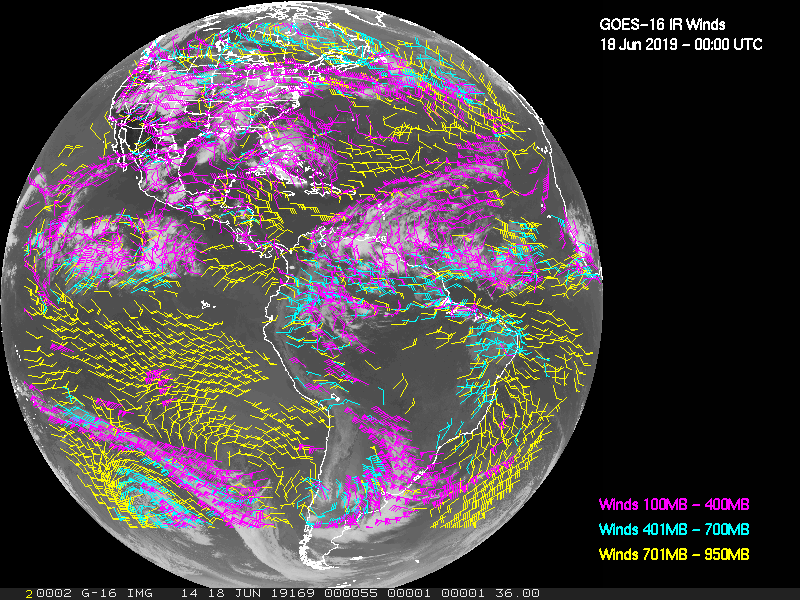 GOES-16 IR Winds
18 Jun 2019 - 00:00 UTC
Winds 100MB - 400MB
Winds 401MB - 700MB
Winds 701MB - 950MB
20002 G-16 IMG 14 18 JUN 19169 000055 00001 00001 36.00